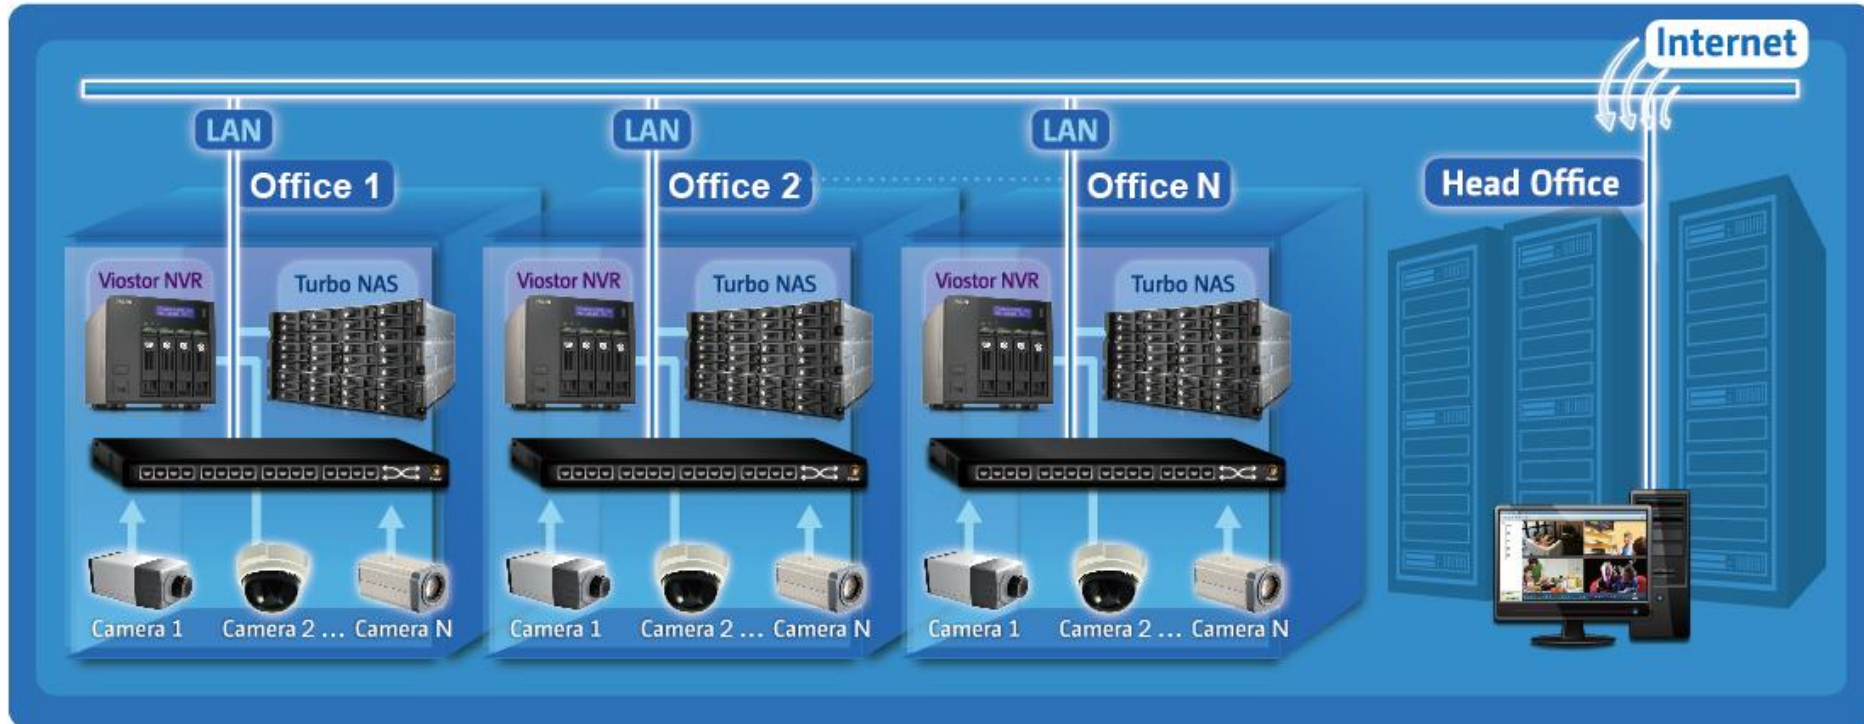 Internet
LAN
LAN
LAN
Office 1
Office 2
Office N
Head Office
Viostor NVR
Turbo NAS
Viostor NVR
Turbo NAS
Viostor NVR
Turbo NAS
Camera 1
Camera 2 ...
Camera N
Camera 1
Camera 2 ...
Camera N
Camera 1
Camera 2 ...
Camera N